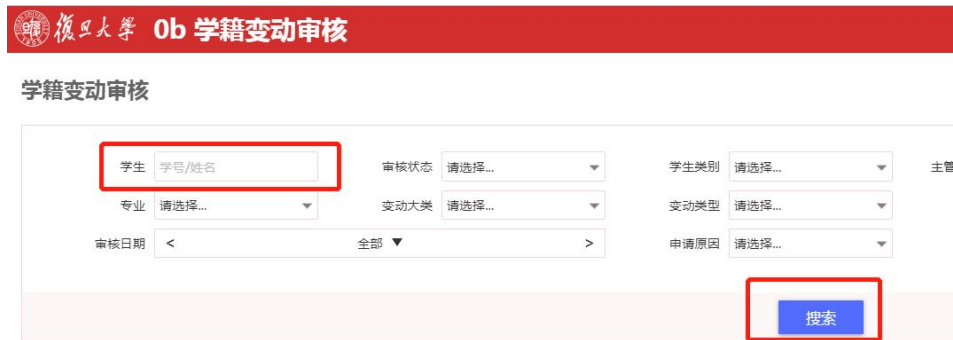 復旦大學 0b 学籍变动审核
学籍变动审核
学生 学号/姓名 审核状态 请选择... 学生类别 请选择... 主管
专业 请选择... 变动大类 请选择... 变动类型 请选择...
审核日期 < 全部 ▼ > 申请原因 请选择...
搜索